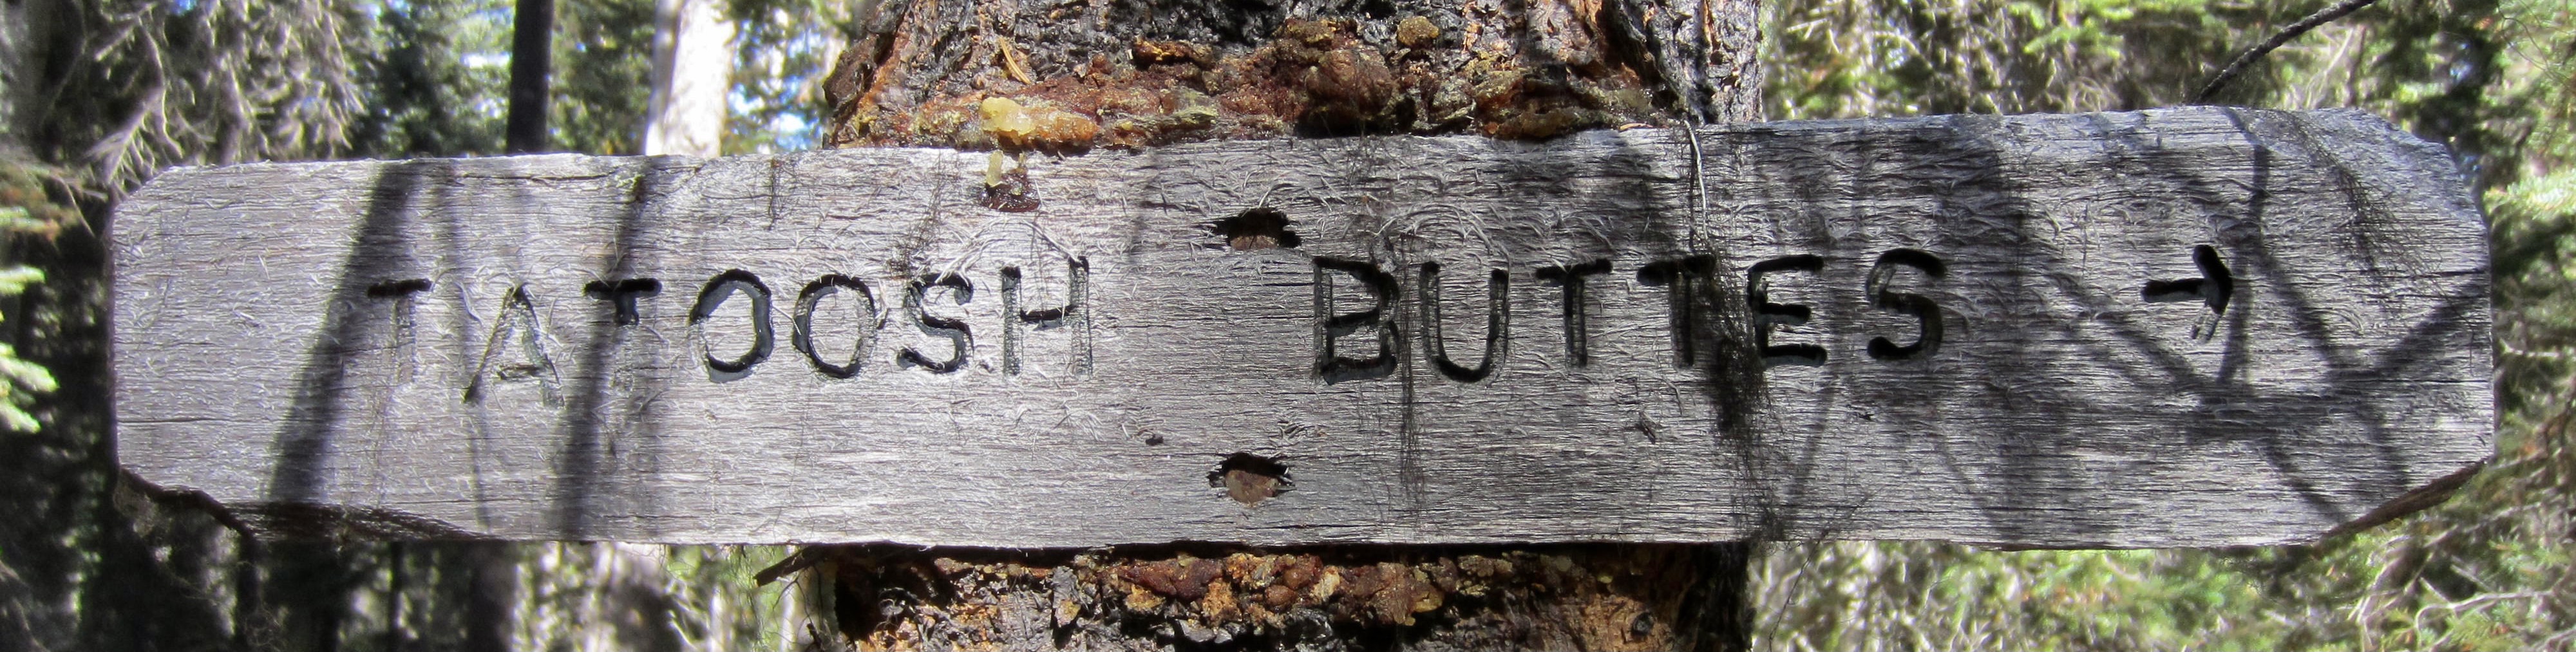 TATOOSH BUTTES →